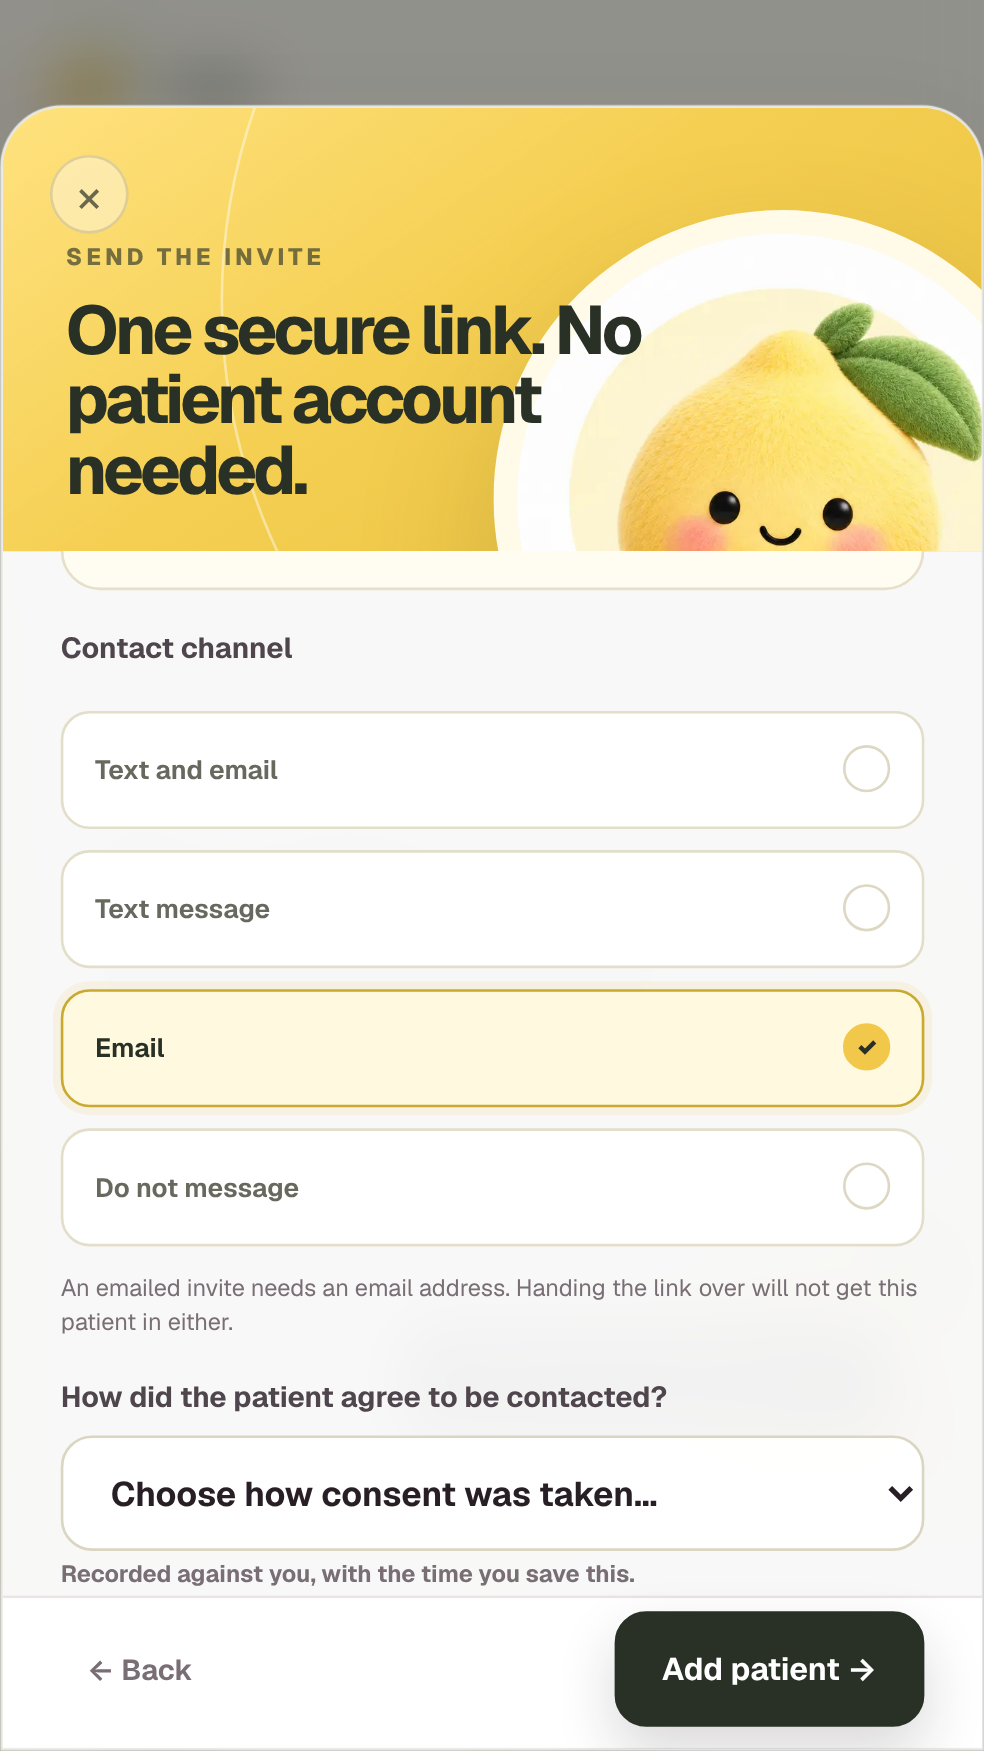 SEND THE INVITE
One secure link. No
patient account
needed.
Contact channel
Text and email
Text message
Email
Do not message
An emailed invite needs an email address. Handing the link over will not get this
patient in either.
How did the patient agree to be contacted?
Choose how consent was taken...
Recorded against you, with the time you save this.
← Back
Add patient →